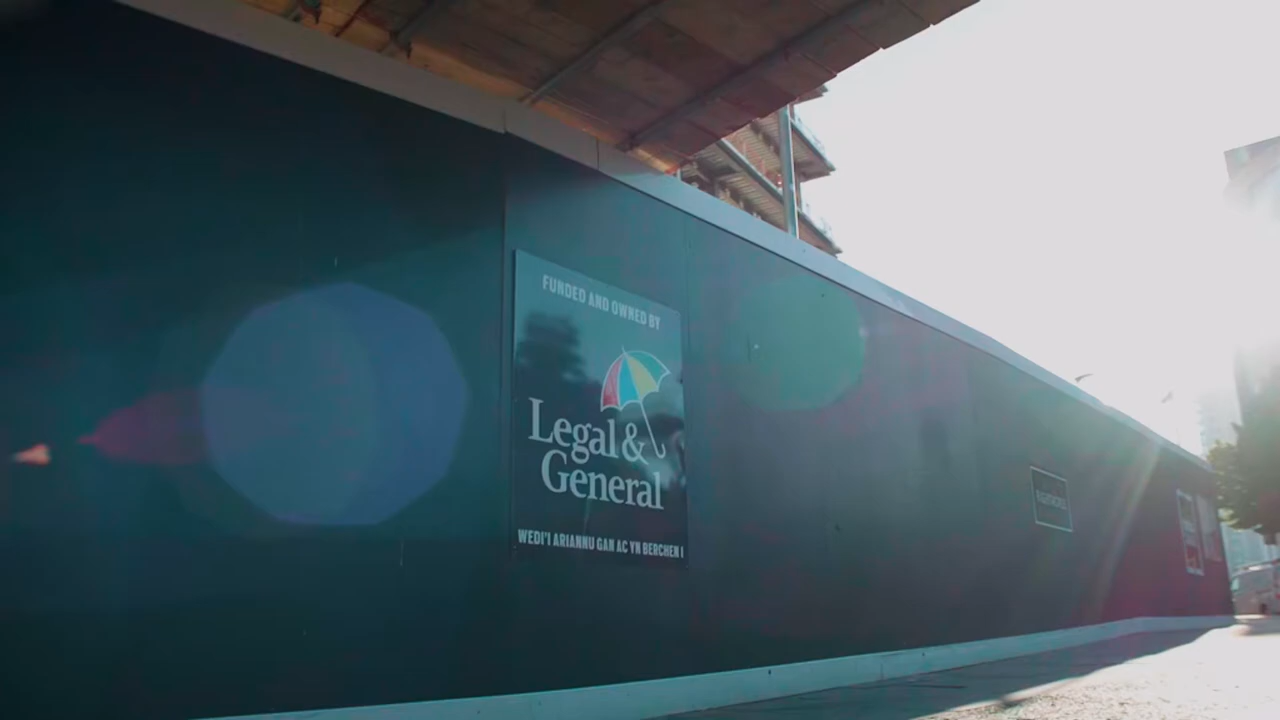 FUNDED AND OWNED BY
Legal &
General
WEDI'I ARIANNU GAN AC YN BERCHEN I